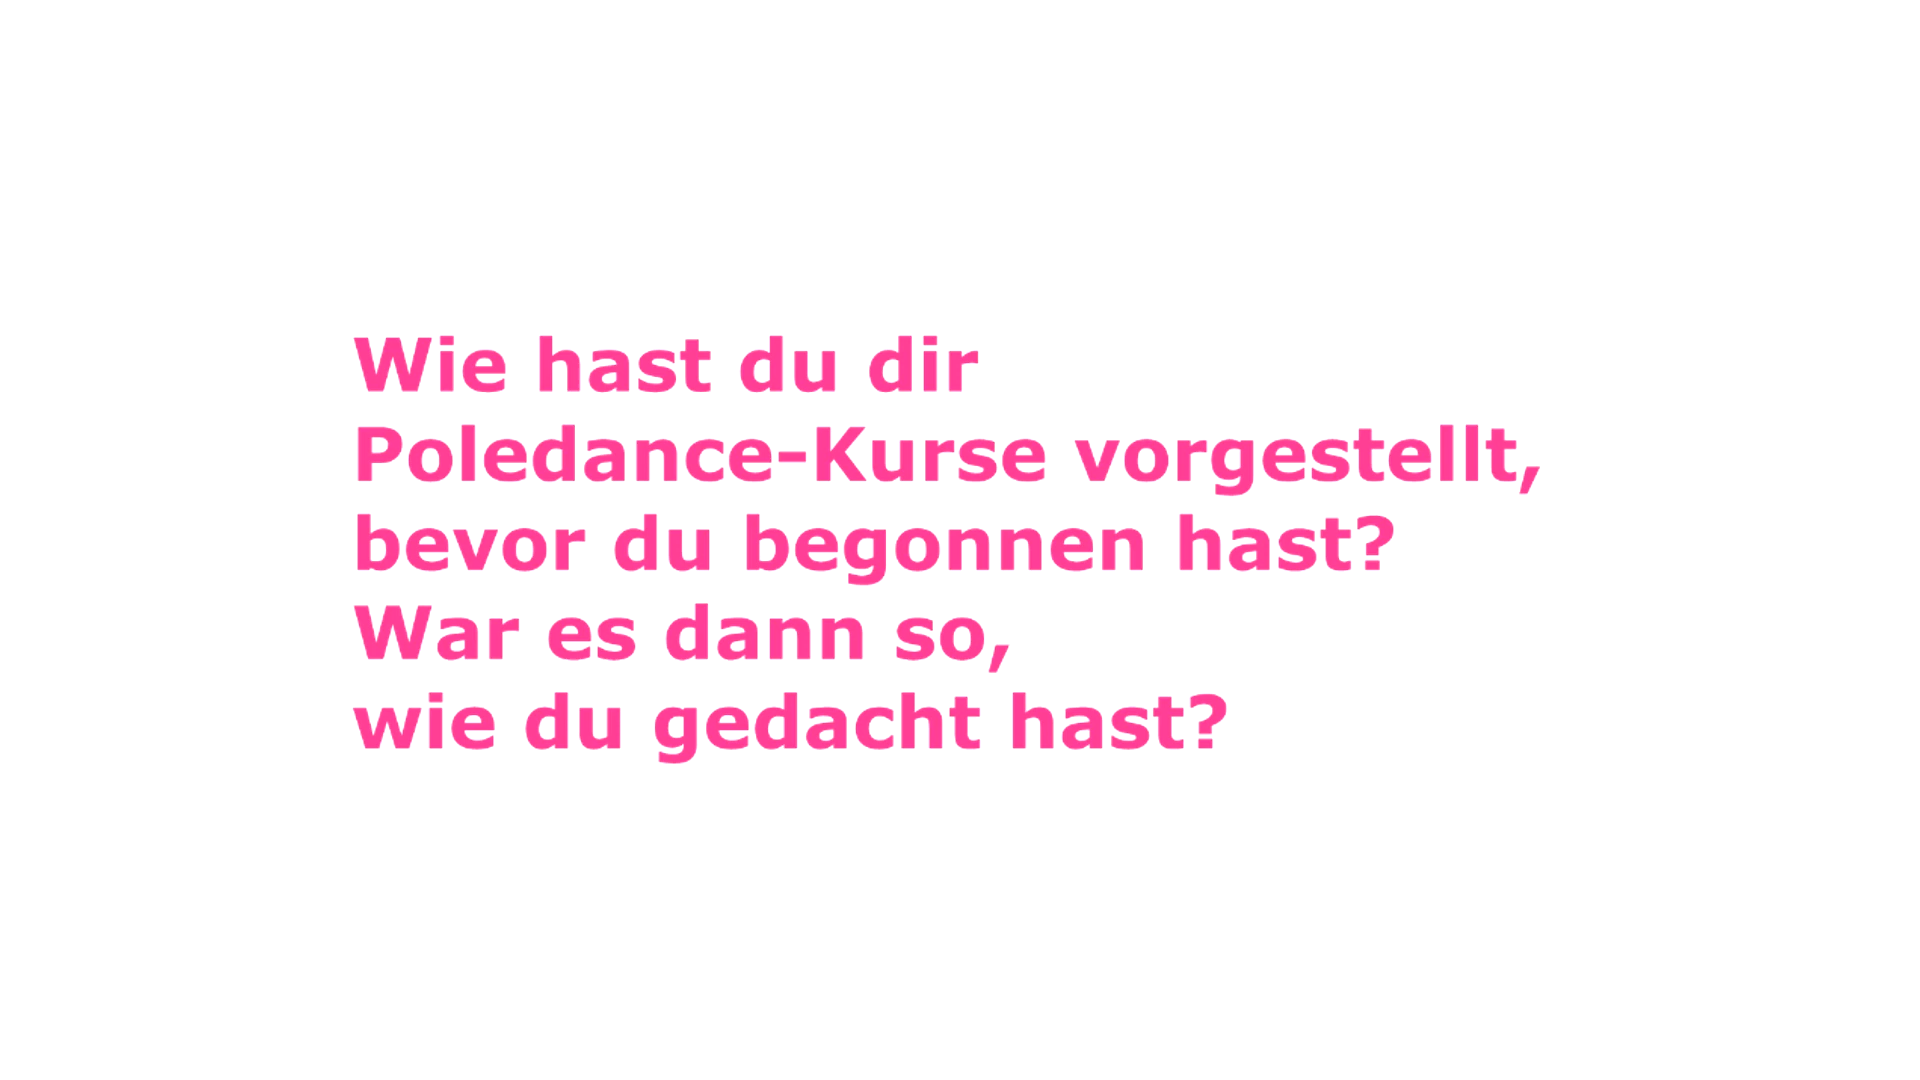 Wie hast du dir
Poledance-Kurse vorgestellt,
bevor du begonnen hast?
War es dann so,
wie du gedacht hast?